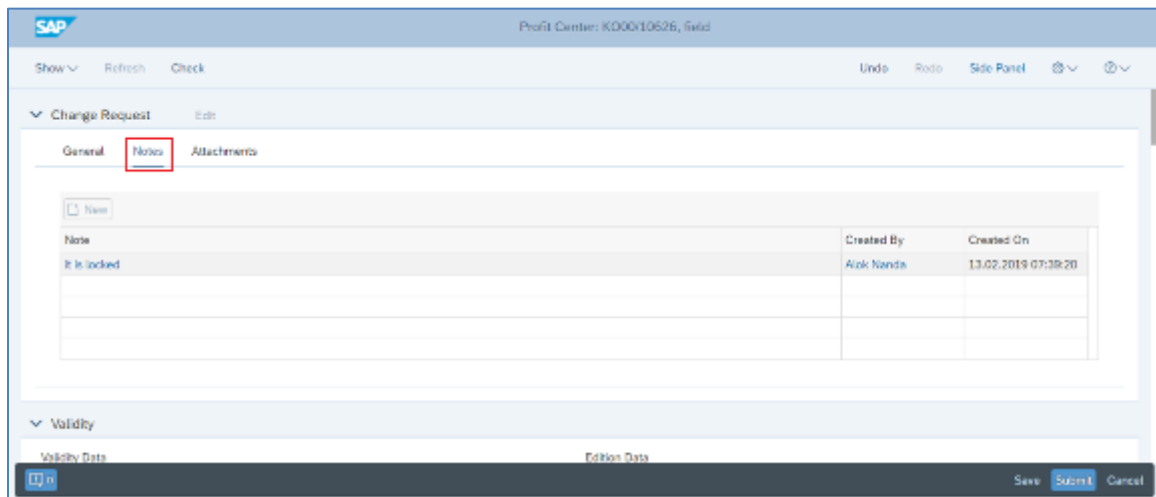 SAP
Profit Center: KO00/10626, field
Show Refresh Check Undo Redo Side Panel
Change Request Edit
General Notes Attachments
New
Note Created By Created On
It is locked Alok Nanda 13.02.2019 07:39:20
Validity
Validity Data Edition Data
Save Submit Cancel